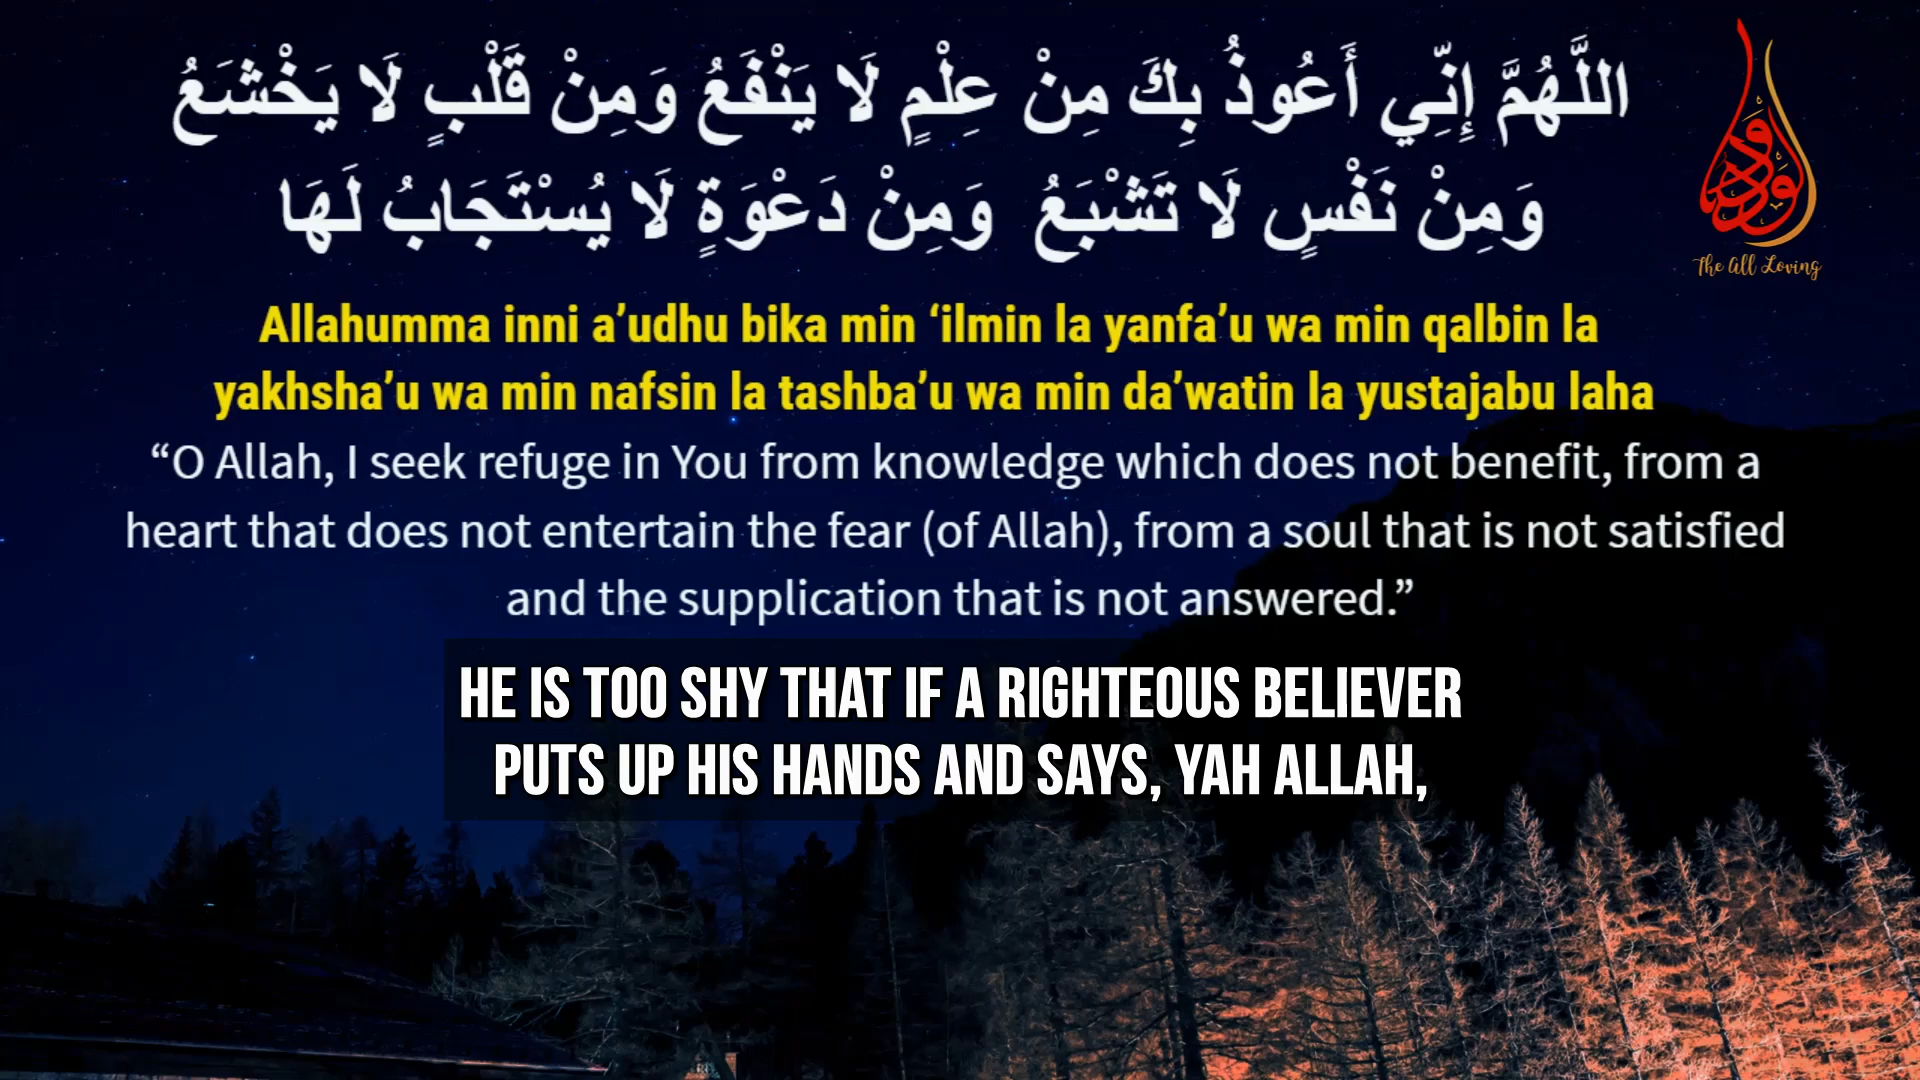 اللَّهُمَّ إِنِّي أَعُوذُ بِكَ مِنْ عِلْمٍ لَا يَنْفَعُ وَمِنْ قَلْبٍ لَا يَخْشَعُ
وَمِنْ نَفْسٍ لَا تَشْبَعُ وَمِنْ دَعْوَةٍ لَا يُسْتَجَابُ لَهَا
The All Loving
Allahumma inni a’udhu bika min ‘ilmin la yanfa’u wa min qalbin la
yakhsha’u wa min nafsin la tashba’u wa min da’watin la yustajabu laha
“O Allah, I seek refuge in You from knowledge which does not benefit, from a
heart that does not entertain the fear (of Allah), from a soul that is not satisfied
and the supplication that is not answered.”
HE IS TOO SHY THAT IF A RIGHTEOUS BELIEVER
PUTS UP HIS HANDS AND SAYS, YAH ALLAH,